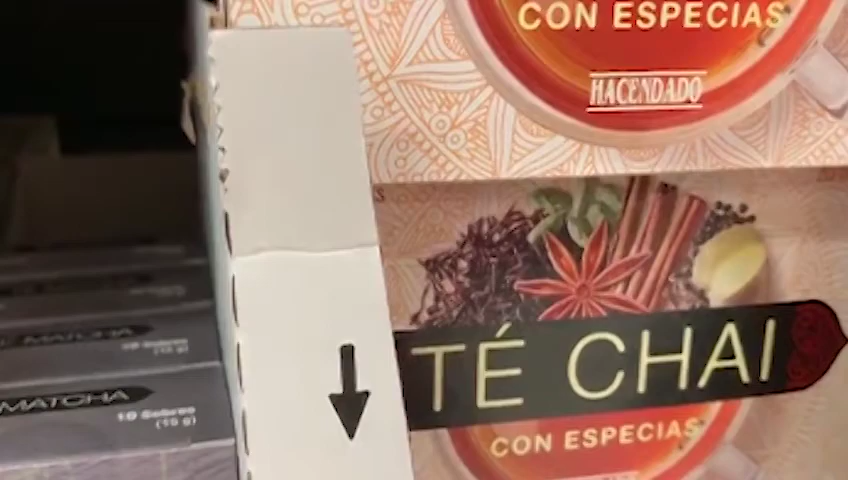 CON ESPECIAS
HACENDADO
TÉ CHAI
CON ESPECIAS
MATCHA
10 Sobres
(15 g)
MATCHA
10 Sobres
(15 g)